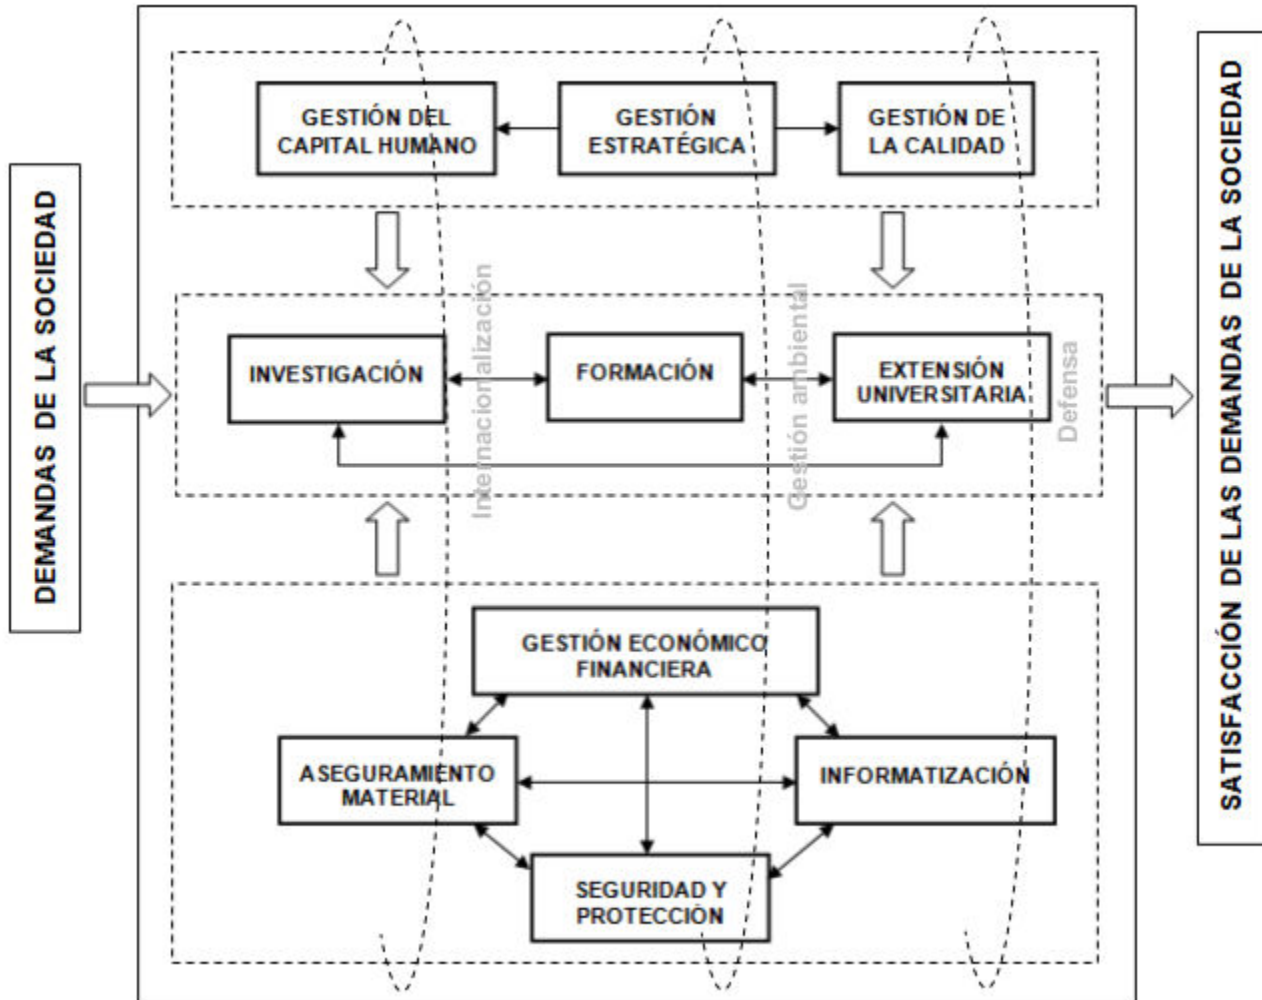 DEMANDAS DE LA SOCIEDAD
GESTIÓN DEL
CAPITAL HUMANO
GESTIÓN
ESTRATÉGICA
GESTIÓN DE
LA CALIDAD
INVESTIGACIÓN
Internacionalización
FORMACIÓN
Gestión ambiental
EXTENSIÓN
UNIVERSITARIA
Defensa
GESTIÓN ECONÓMICO
FINANCIERA
ASEGURAMIENTO
MATERIAL
INFORMATIZACIÓN
SEGURIDAD Y
PROTECCIÓN
SATISFACCIÓN DE LAS DEMANDAS DE LA SOCIEDAD